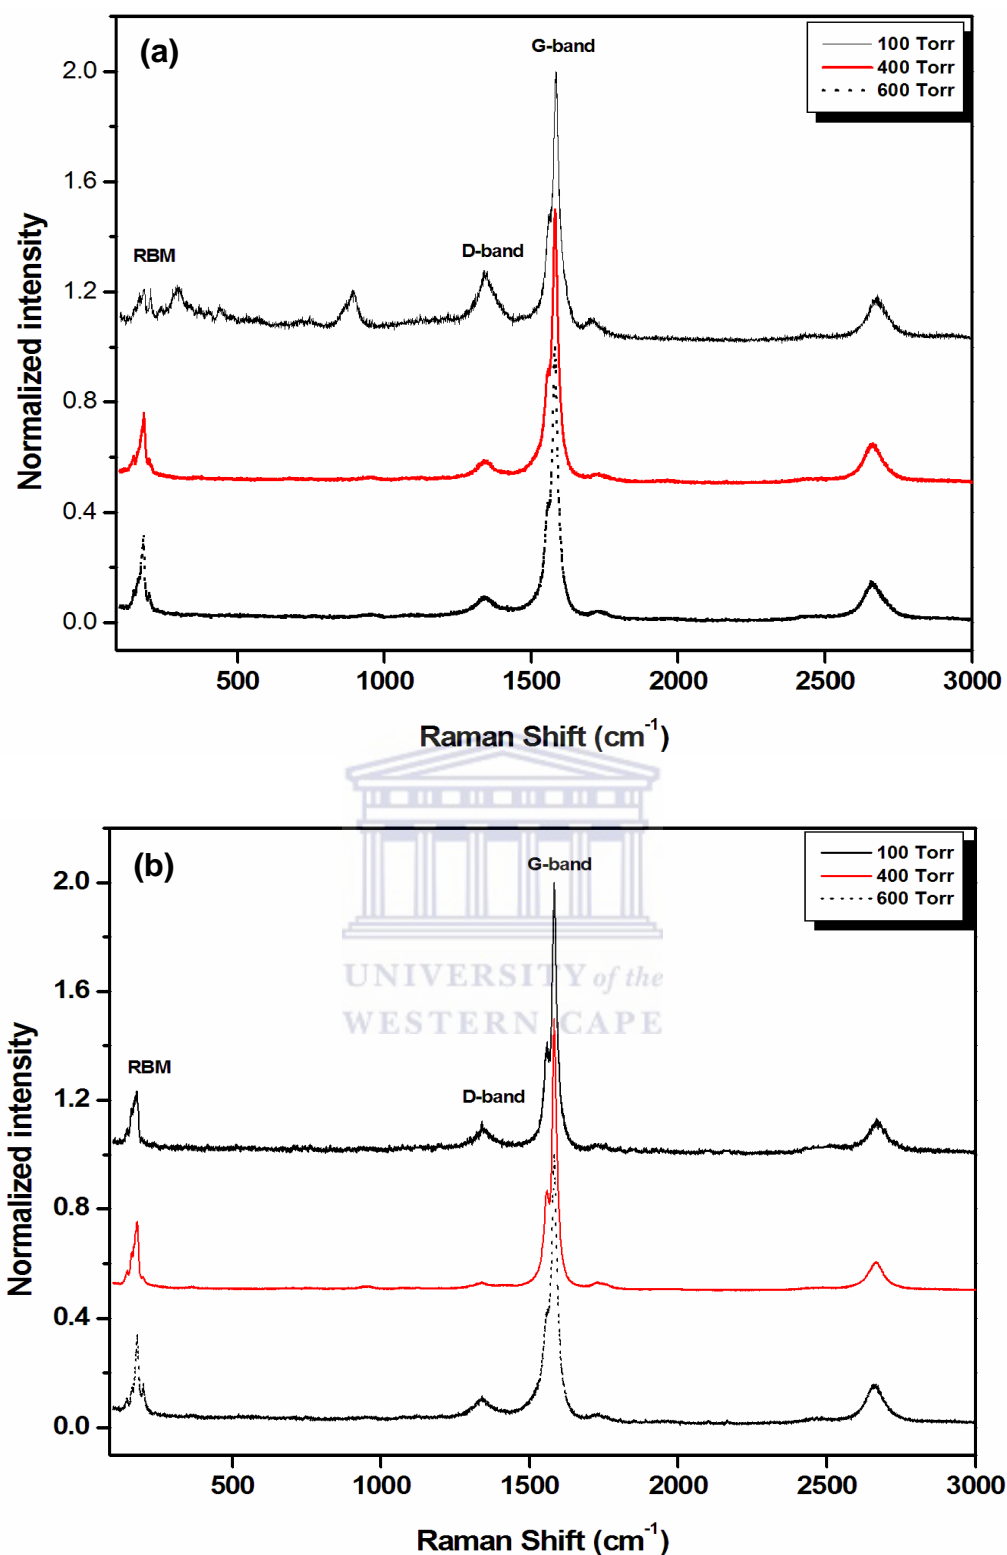 (a)
G-band
100 Torr
400 Torr
600 Torr
2.0
1.6
RBM
D-band
1.2
0.8
0.4
0.0
Normalized intensity
500
1000
1500
2000
2500
3000
Raman Shift (cm-1)
(b)
G-band
100 Torr
400 Torr
600 Torr
2.0
1.6
UNIVERSITY of the
WESTERN CAPE
RBM
D-band
1.2
0.8
0.4
0.0
Normalized intensity
500
1000
1500
2000
2500
3000
Raman Shift (cm-1)